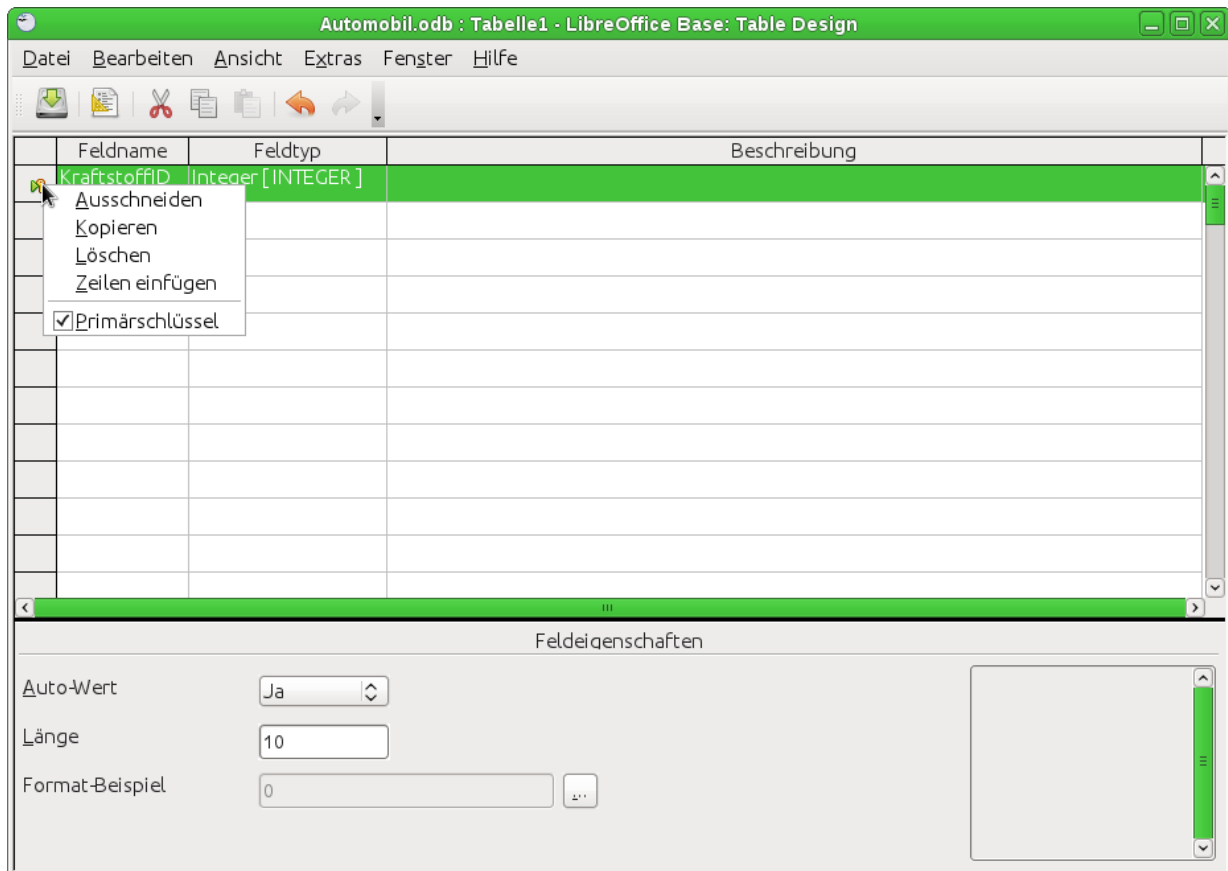 Automobil.odb : Tabelle1 - LibreOffice Base: Table Design
Datei Bearbeiten Ansicht Extras Fenster Hilfe
Feldname Feldtyp Beschreibung
KraftstoffID Integer [ INTEGER ]
Ausschneiden
Kopieren
Löschen
Zeilen einfügen
Primärschlüssel
Feldeigenschaften
Auto-Wert Ja
Länge 10
Format-Beispiel 0 ...